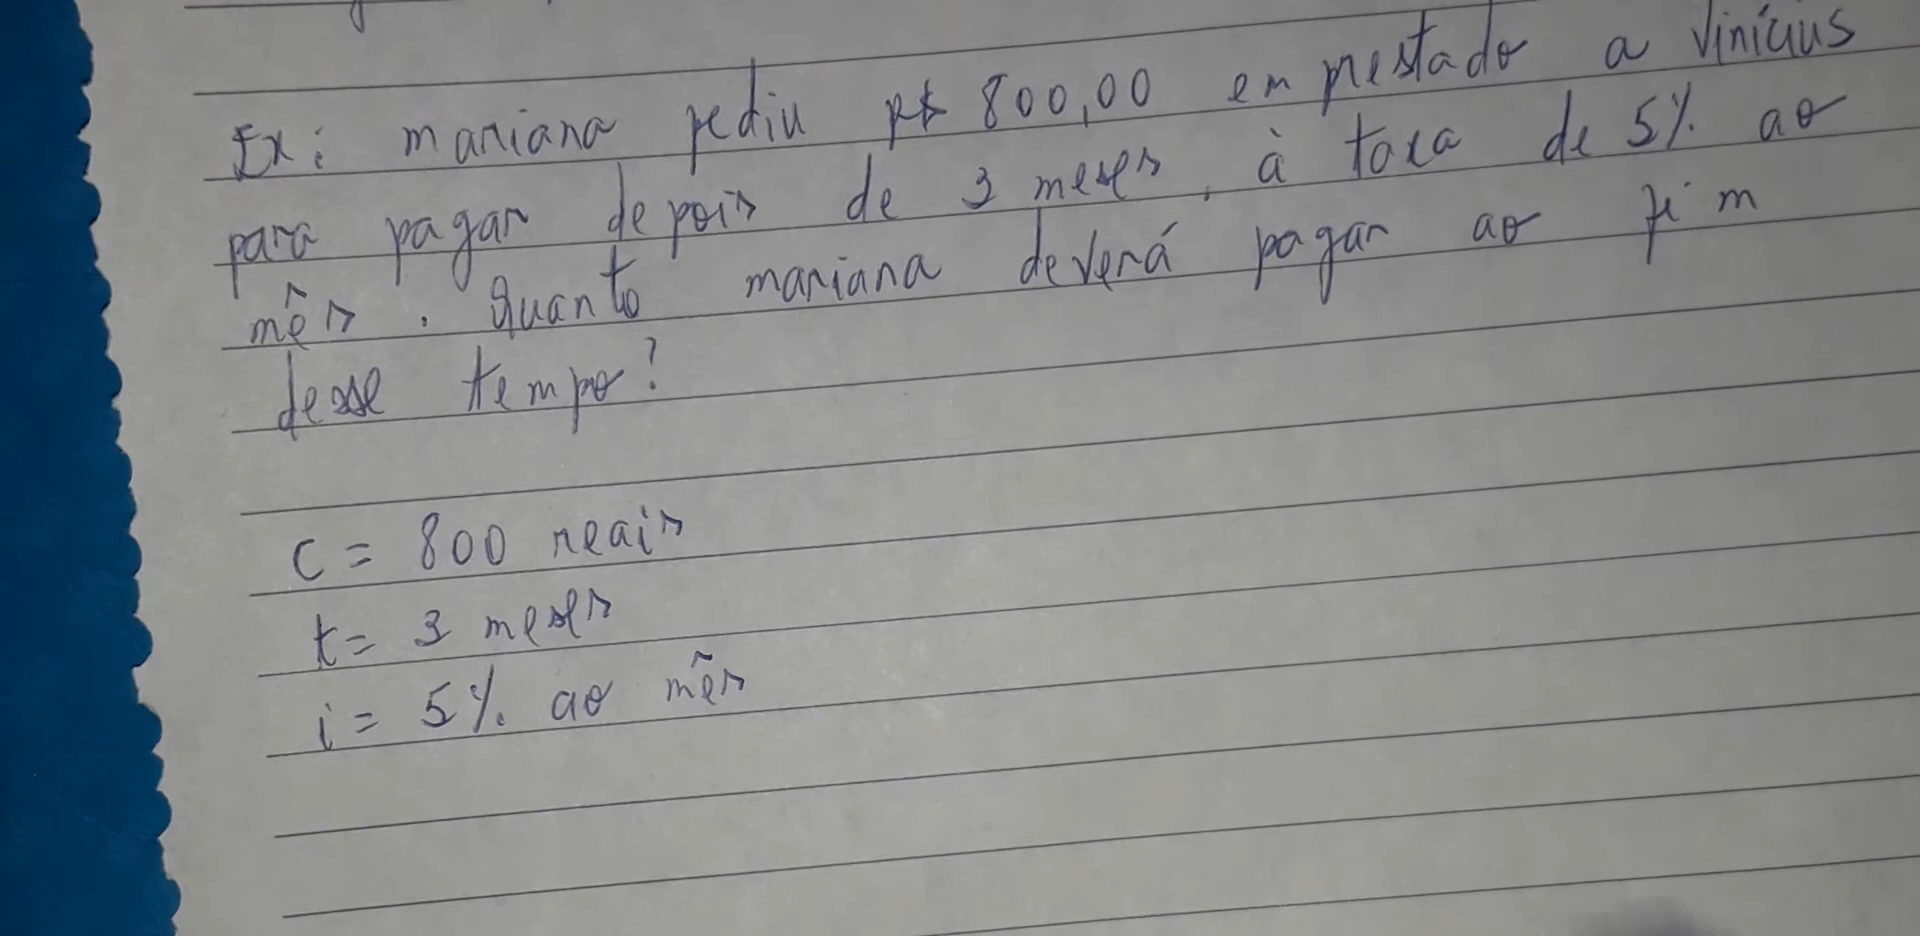 Ex: mariana pediu R$ 800,00 emprestado a Vinícius
para pagar depois de 3 meses, à taxa de 5% ao
mês. Quanto mariana deverá pagar ao fim
desse tempo?
C = 800 reais
t = 3 meses
i = 5% ao mês